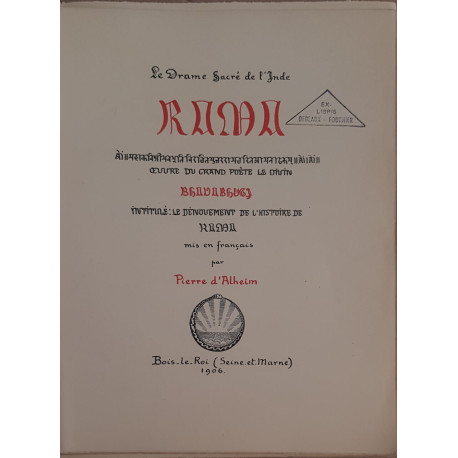 Le Drame Sacré de l'Inde
RAMA
EX
LIBRIS
ŒUVRE DU GRAND POÈTE LE DIVIN
BHAVABHUTI
INTITULÉ: LE DÉNOUEMENT DE L'HISTOIRE DE
RAMA
mis en français
par
Pierre d'Alheim
Bois-le-Roi (Seine-et-Marne)
1906.